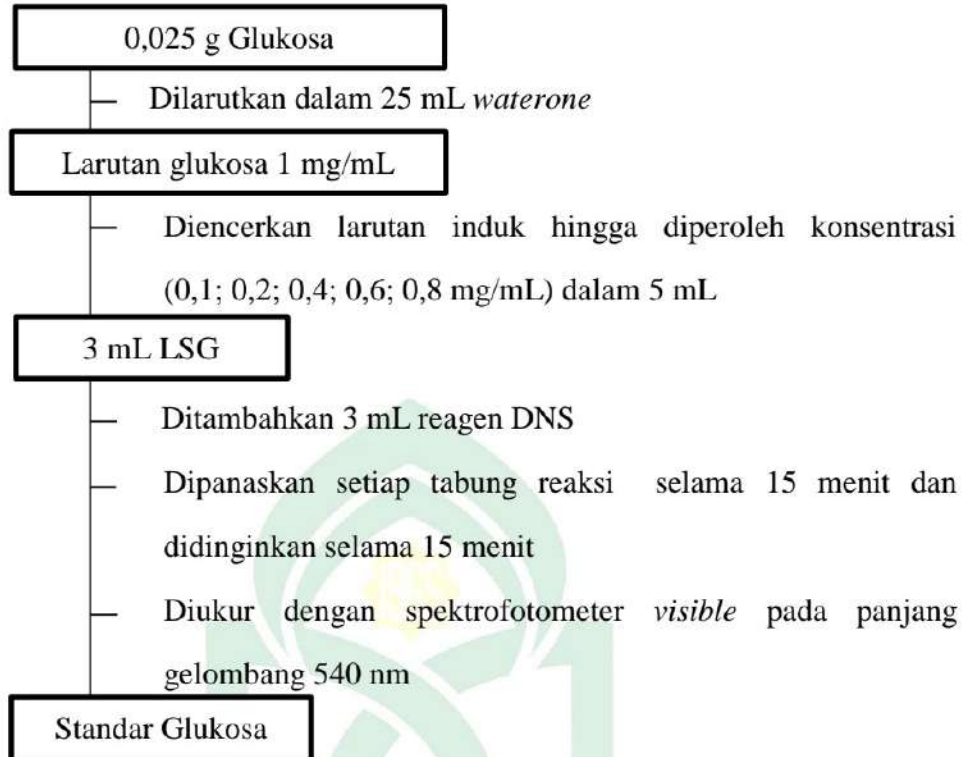 0,025 g Glukosa
Dilarutkan dalam 25 mL waterone
Larutan glukosa 1 mg/mL
Diencerkan larutan induk hingga diperoleh konsentrasi
(0,1; 0,2; 0,4; 0,6; 0,8 mg/mL) dalam 5 mL
3 mL LSG
Ditambahkan 3 mL reagen DNS
Dipanaskan setiap tabung reaksi selama 15 menit dan
didinginkan selama 15 menit
Diukur dengan spektrofotometer visible pada panjang
gelombang 540 nm
Standar Glukosa